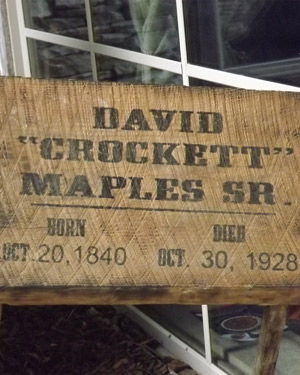 DAVID
"CROCKETT"
MAPLES SR.
BORN DIED
OCT. 20, 1840 OCT. 30, 1928